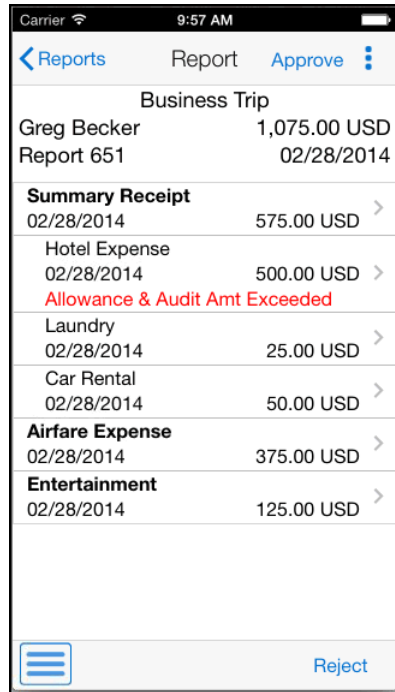 Carrier 9:57 AM
Reports Report Approve
Business Trip
Greg Becker 1,075.00 USD
Report 651 02/28/2014
Summary Receipt
02/28/2014 575.00 USD
Hotel Expense
02/28/2014 500.00 USD
Allowance & Audit Amt Exceeded
Laundry
02/28/2014 25.00 USD
Car Rental
02/28/2014 50.00 USD
Airfare Expense
02/28/2014 375.00 USD
Entertainment
02/28/2014 125.00 USD
Reject